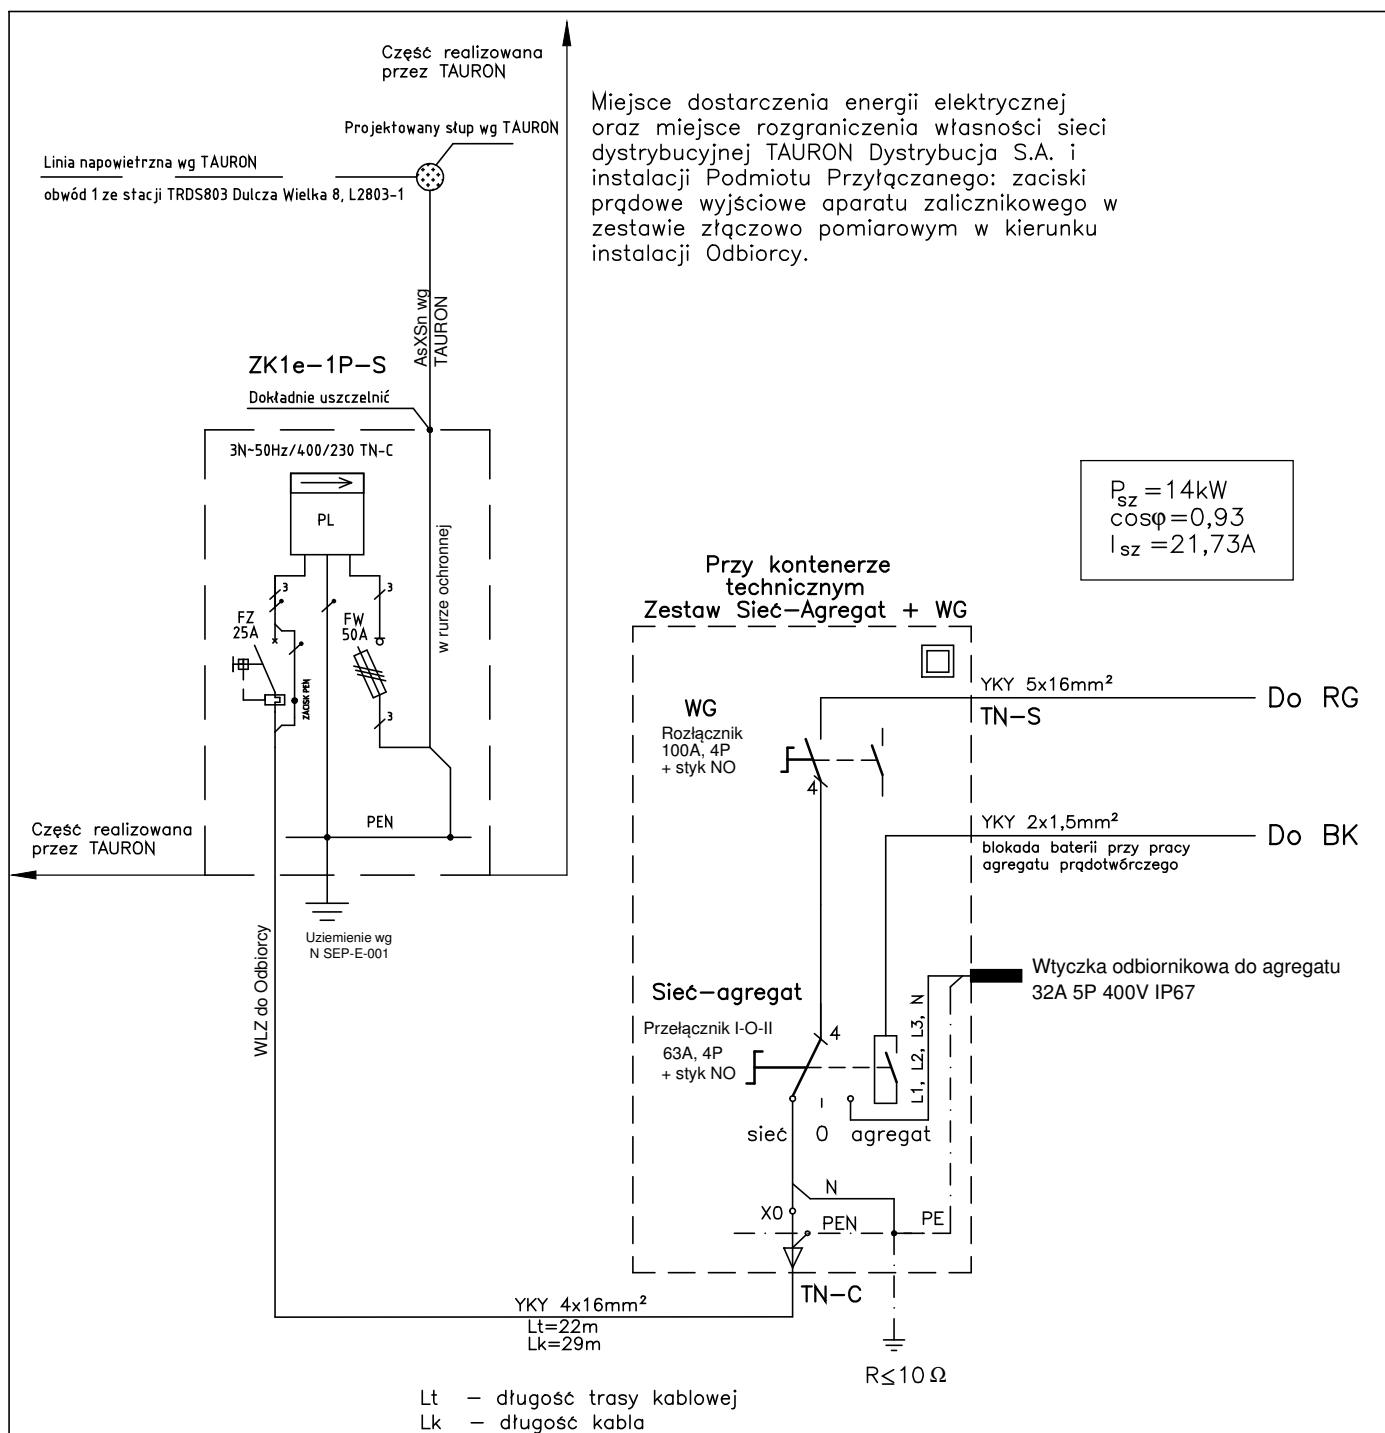 Część realizowana
przez TAURON
Projektowany słup wg TAURON
Linia napowietrzna wg TAURON
obwód 1 ze stacji TRDS803 Dulcza Wielka 8, L2803-1
Miejsce dostarczenia energii elektrycznej
oraz miejsce rozgraniczenia własności sieci
dystrybucyjnej TAURON Dystrybucja S.A. i
instalacji Podmiotu Przyłączanego: zaciski
prądowe wyjściowe aparatu zalicznikowego w
zestawie złączowo pomiarowym w kierunku
instalacji Odbiorcy.
AsXSn wg
TAURON
ZK1e-1P-S
Dokładnie uszczelnić
3N~50Hz/400/230 TN-C
PL
w rurze ochronnej
3
3
FZ
25A
FW
50A
ZACISK PEN
3
PEN
Część realizowana
przez TAURON
Uziemienie wg
N SEP-E-001
WLZ do Odbiorcy
Psz =14kW
cosφ=0,93
Isz =21,73A
Przy kontenerze
technicznym
Zestaw Sieć-Agregat + WG
YKY 5x16mm²
Do RG
TN-S
WG
Rozłącznik
100A, 4P
+ styk NO
4
YKY 2x1,5mm²
Do BK
blokada baterii przy pracy
agregatu prądotwórczego
Wtyczka odbiornikowa do agregatu
32A 5P 400V IP67
Sieć-agregat
Przełącznik I-O-II
63A, 4P
+ styk NO
4
L1, L2, L3, N
sieć 0 agregat
N
X0
PEN
PE
TN-C
YKY 4x16mm²
Lt=22m
Lk=29m
R≤10 Ω
Lt - długość trasy kablowej
Lk - długość kabla